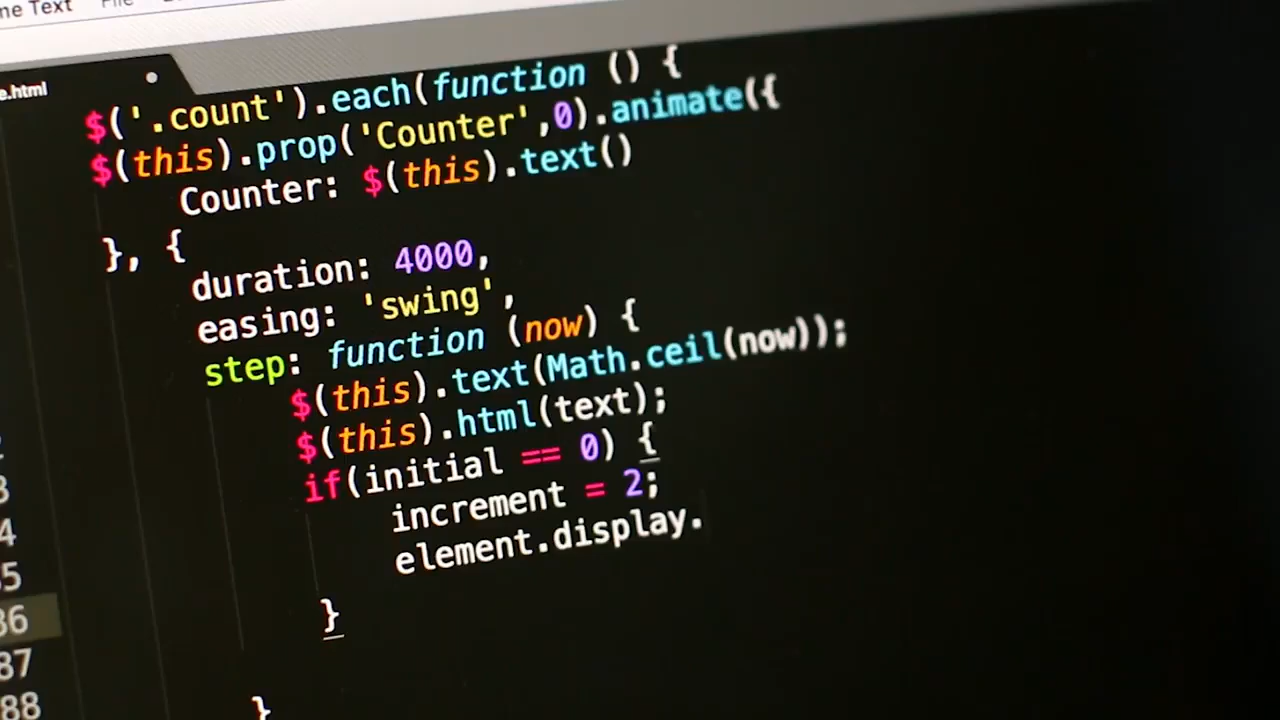 me Text File
e.html
$('.count').each(function () {
$(this).prop('Counter',0).animate({
Counter: $(this).text()
}, {
duration: 4000,
easing: 'swing',
step: function (now) {
$(this).text(Math.ceil(now));
$(this).html(text);
if(initial == 0) {
increment = 2;
element.display.
}
}
3
4
85
86
87
88